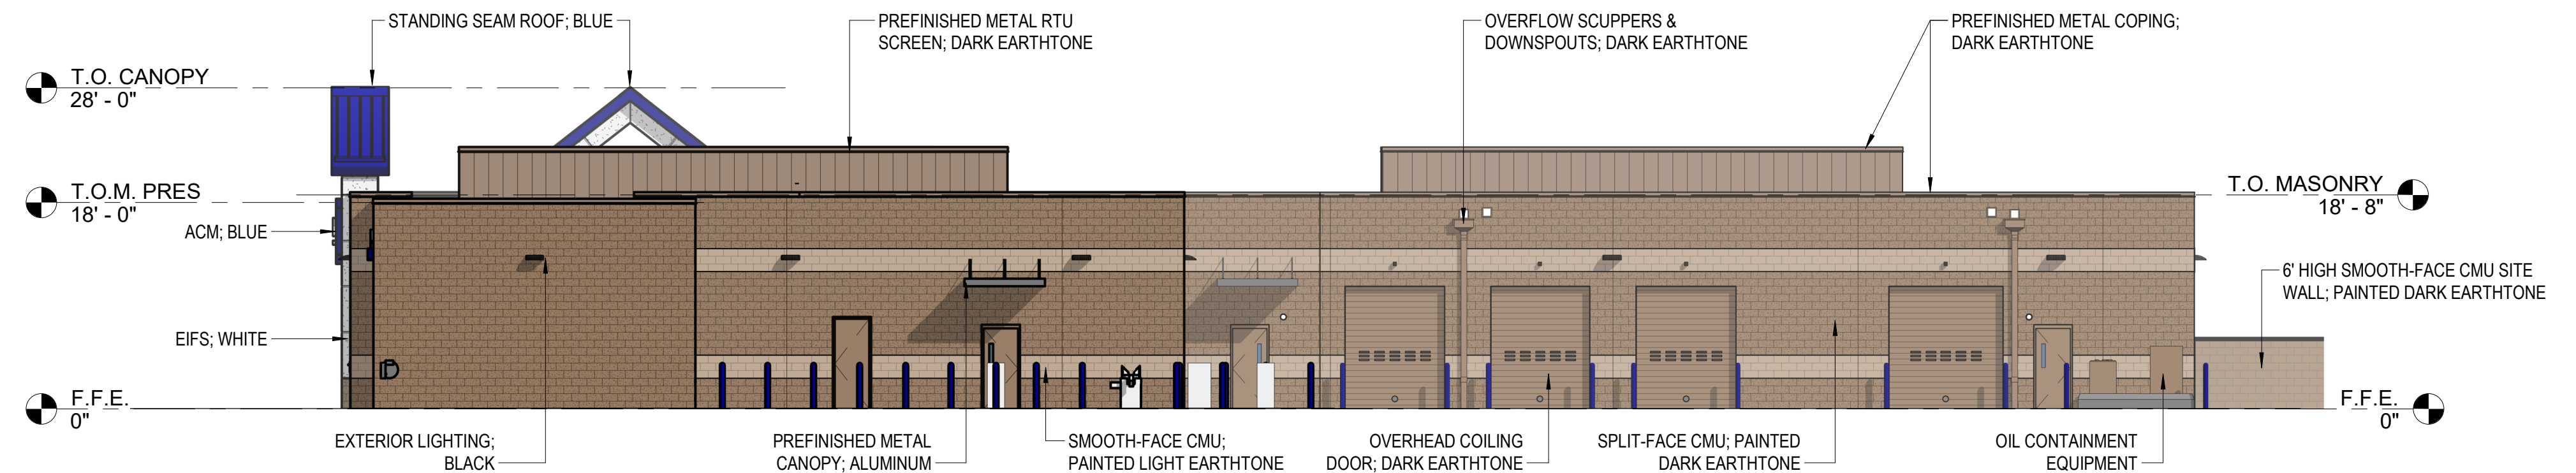 STANDING SEAM ROOF; BLUE
PREFINISHED METAL RTU
SCREEN; DARK EARTHTONE
OVERFLOW SCUPPERS &
DOWNSPOUTS; DARK EARTHTONE
PREFINISHED METAL COPING;
DARK EARTHTONE
T.O. CANOPY
28' - 0"
T.O.M. PRES
18' - 0"
T.O. MASONRY
18' - 8"
ACM; BLUE
6' HIGH SMOOTH-FACE CMU SITE
WALL; PAINTED DARK EARTHTONE
EIFS; WHITE
F.F.E.
0"
F.F.E.
0"
EXTERIOR LIGHTING;
BLACK
PREFINISHED METAL
CANOPY; ALUMINUM
SMOOTH-FACE CMU;
PAINTED LIGHT EARTHTONE
OVERHEAD COILING
DOOR; DARK EARTHTONE
SPLIT-FACE CMU; PAINTED
DARK EARTHTONE
OIL CONTAINMENT
EQUIPMENT